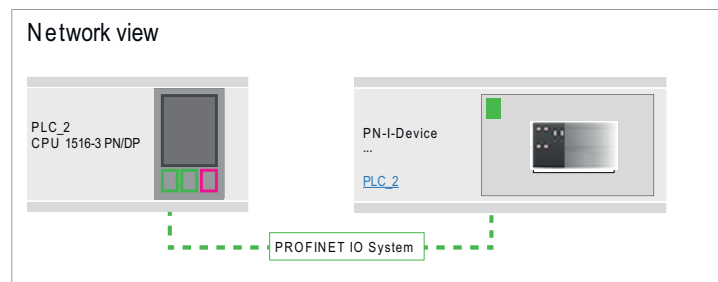 Network view
PLC_2
CPU 1516-3 PN/DP
PN-I-Device
...
PLC_2
PROFINET IO System